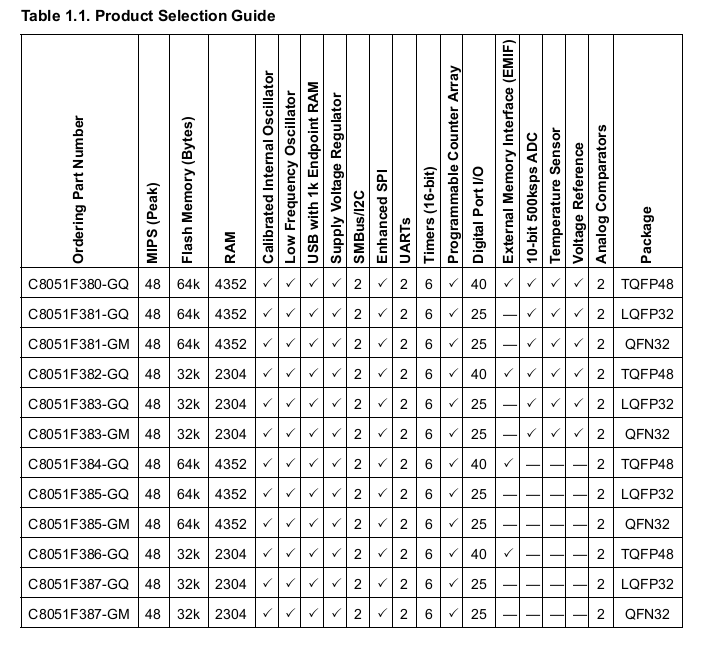 Table 1.1. Product Selection Guide
Ordering Part Number MIPS (Peak) Flash Memory (Bytes) RAM Calibrated Internal Oscillator Low Frequency Oscillator USB with 1k Endpoint RAM Supply Voltage Regulator SMBus/I2C Enhanced SPI UARTs Timers (16-bit) Programmable Counter Array Digital Port I/O External Memory Interface (EMIF) 10-bit 500ksps ADC Temperature Sensor Voltage Reference Analog Comparators Package
C8051F380-GQ 48 64k 4352 ✓ ✓ ✓ ✓ 2 ✓ 2 6 ✓ 40 ✓ ✓ ✓ ✓ 2 TQFP48
C8051F381-GQ 48 64k 4352 ✓ ✓ ✓ ✓ 2 ✓ 2 6 ✓ 25 — ✓ ✓ ✓ 2 LQFP32
C8051F381-GM 48 64k 4352 ✓ ✓ ✓ ✓ 2 ✓ 2 6 ✓ 25 — ✓ ✓ ✓ 2 QFN32
C8051F382-GQ 48 32k 2304 ✓ ✓ ✓ ✓ 2 ✓ 2 6 ✓ 40 ✓ ✓ ✓ ✓ 2 TQFP48
C8051F383-GQ 48 32k 2304 ✓ ✓ ✓ ✓ 2 ✓ 2 6 ✓ 25 — ✓ ✓ ✓ 2 LQFP32
C8051F383-GM 48 32k 2304 ✓ ✓ ✓ ✓ 2 ✓ 2 6 ✓ 25 — ✓ ✓ ✓ 2 QFN32
C8051F384-GQ 48 64k 4352 ✓ ✓ ✓ ✓ 2 ✓ 2 6 ✓ 40 ✓ — — — 2 TQFP48
C8051F385-GQ 48 64k 4352 ✓ ✓ ✓ ✓ 2 ✓ 2 6 ✓ 25 — — — — 2 LQFP32
C8051F385-GM 48 64k 4352 ✓ ✓ ✓ ✓ 2 ✓ 2 6 ✓ 25 — — — — 2 QFN32
C8051F386-GQ 48 32k 2304 ✓ ✓ ✓ ✓ 2 ✓ 2 6 ✓ 40 ✓ — — — 2 TQFP48
C8051F387-GQ 48 32k 2304 ✓ ✓ ✓ ✓ 2 ✓ 2 6 ✓ 25 — — — — 2 LQFP32
C8051F387-GM 48 32k 2304 ✓ ✓ ✓ ✓ 2 ✓ 2 6 ✓ 25 — — — — 2 QFN32